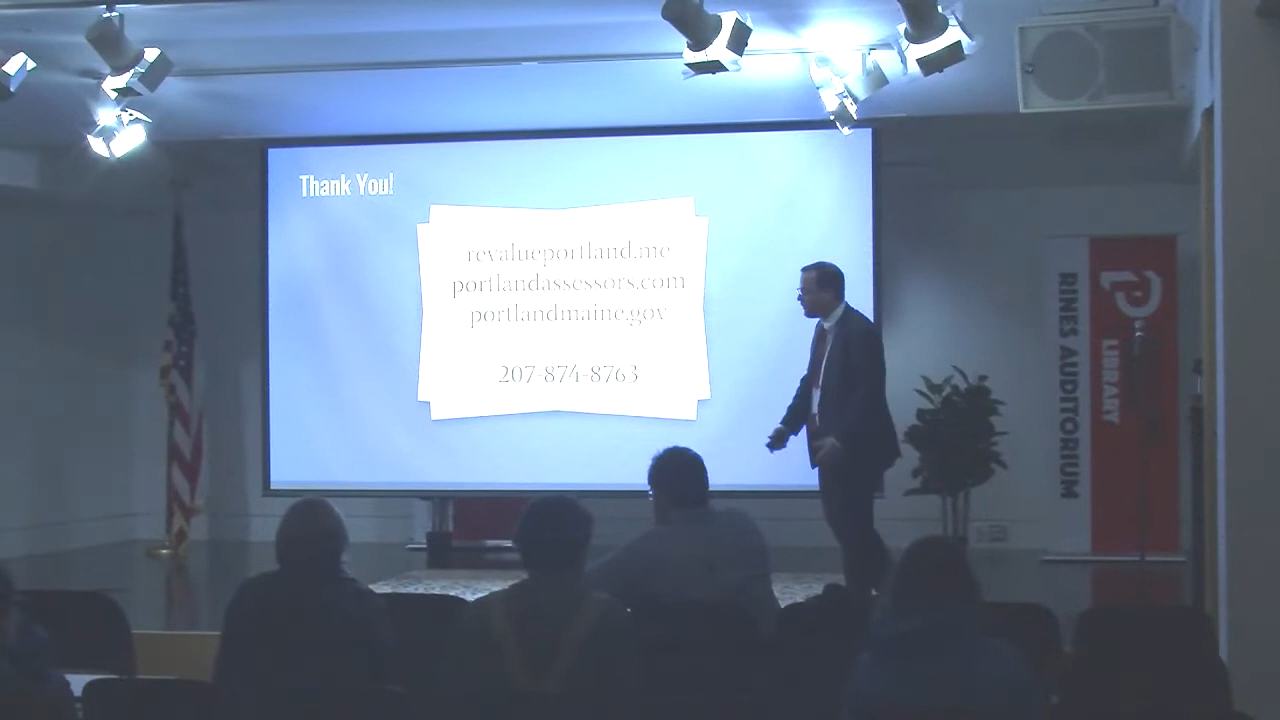 Thank You!
revalueportland.me
portlandassessors.com
portlandmaine.gov
207-874-8763
RINES AUDITORIUM
LIBRARY